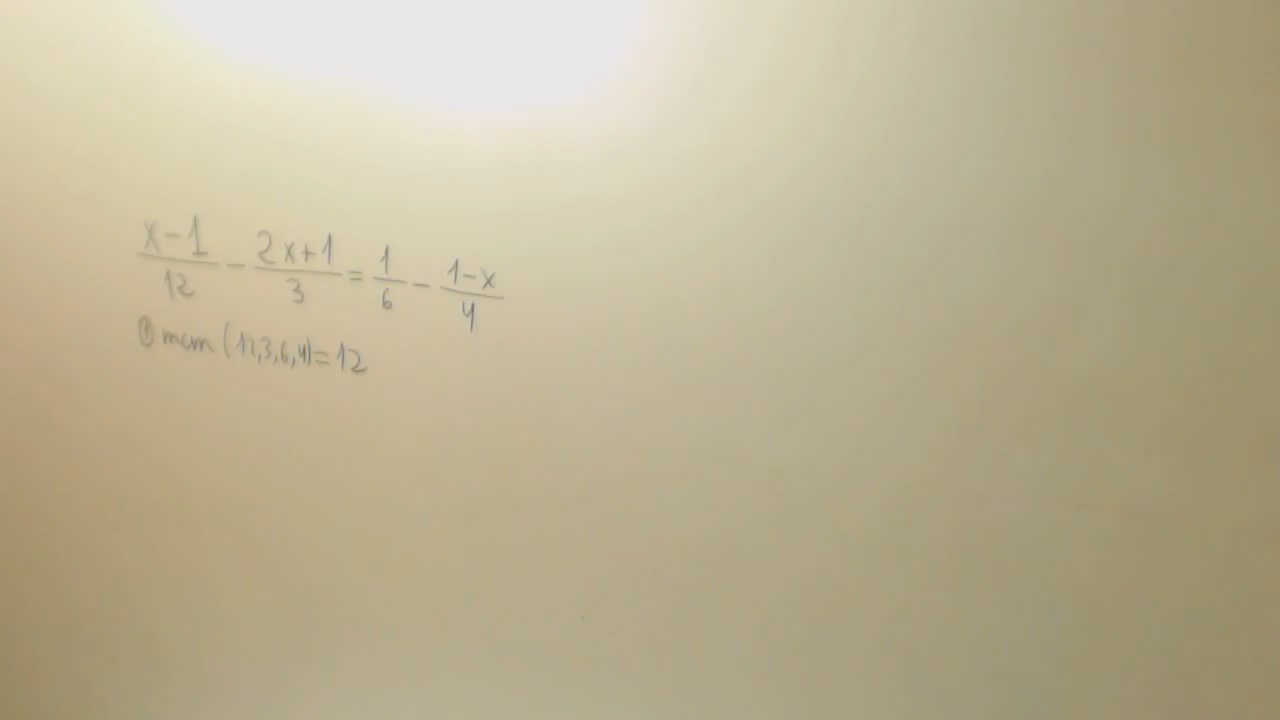 x-1/12 - 2x+1/3 = 1/6 - 1-x/4
① mcm (12,3,6,4)=12